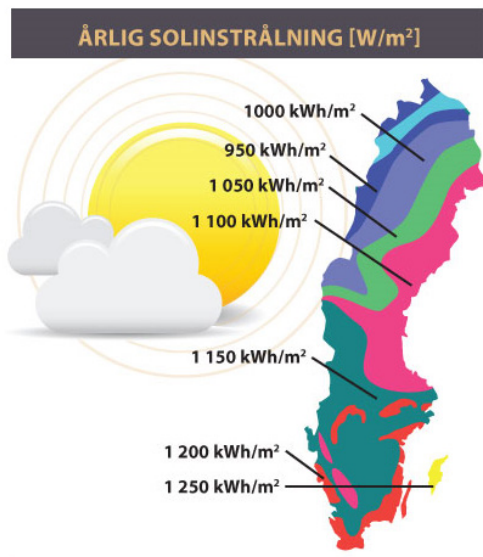 ÅRLIG SOLINSTRÅLNING [W/m²]
1000 kWh/m²
950 kWh/m²
1 050 kWh/m²
1 100 kWh/m²
1 150 kWh/m²
1 200 kWh/m²
1 250 kWh/m²